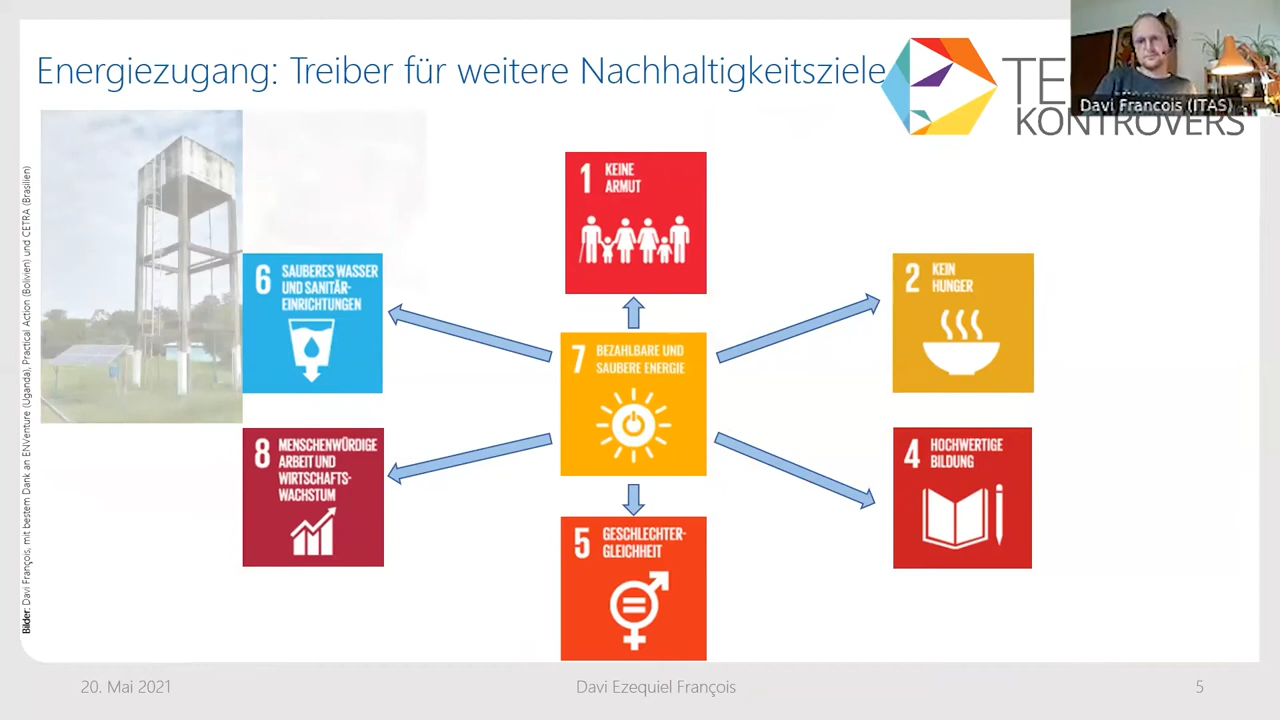 Energiezugang: Treiber für weitere Nachhaltigkeitsziele
TE
KONTROVERS
Davi Francois (ITAS)
Bilder: Davi François, mit bestem Dank an ENVenture (Uganda), Practical Action (Bolivien) und CETRA (Brasilien)
1 KEINE
ARMUT
6 SAUBERES WASSER
UND SANITÄR-
EINRICHTUNGEN
2 KEIN
HUNGER
7 BEZAHLBARE UND
SAUBERE ENERGIE
8 MENSCHENWÜRDIGE
ARBEIT UND
WIRTSCHAFTS-
WACHSTUM
4 HOCHWERTIGE
BILDUNG
5 GESCHLECHTER-
GLEICHHEIT
20. Mai 2021
Davi Ezequiel François
5